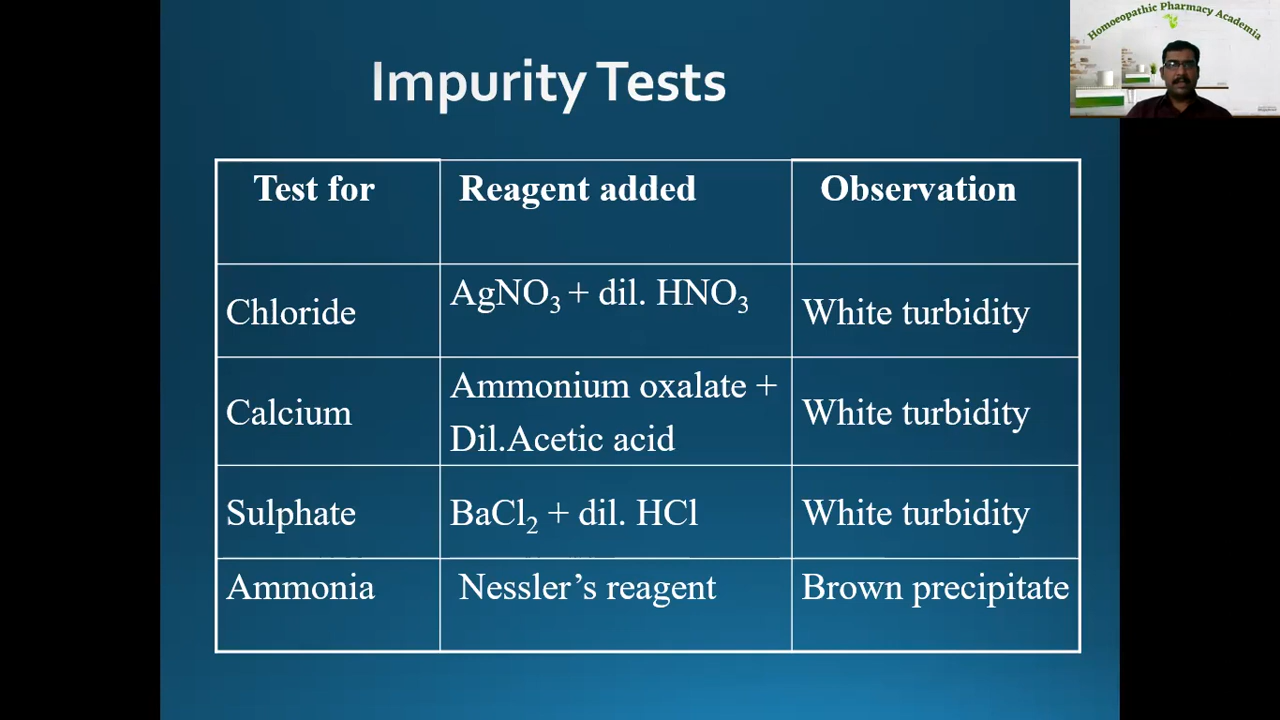 Homoeopathic Pharmacy Academia
Impurity Tests
Test for Reagent added Observation
Chloride AgNO₃ + dil. HNO₃ White turbidity
Calcium Ammonium oxalate + White turbidity
Dil.Acetic acid
Sulphate BaCl₂ + dil. HCl White turbidity
Ammonia Nessler’s reagent Brown precipitate